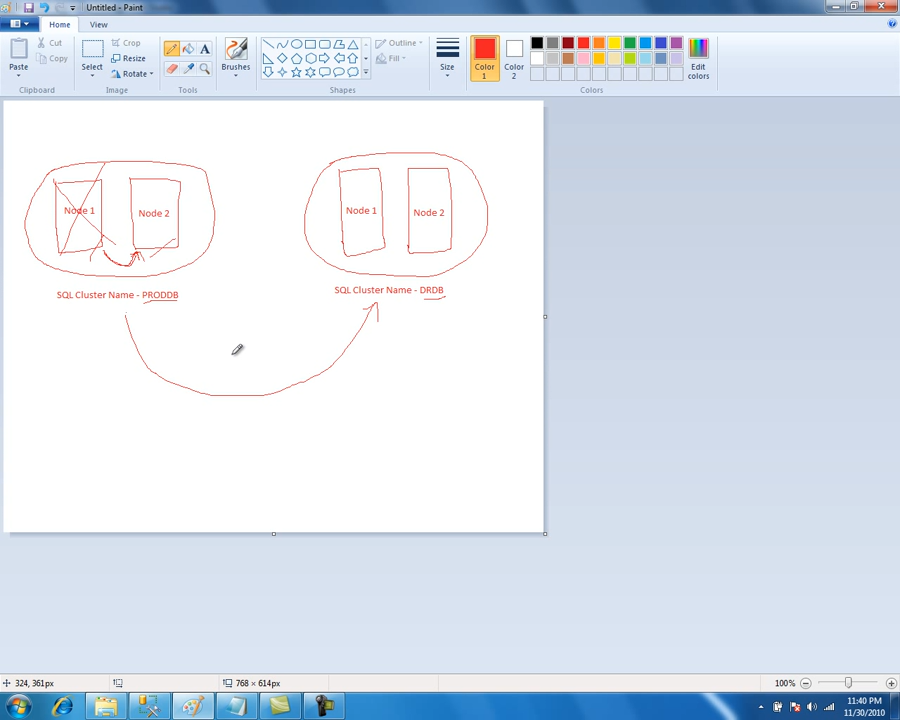 Untitled - Paint
Home
View
Paste
Cut
Copy
Clipboard
Select
Crop
Resize
Rotate
Image
A
Tools
Brushes
Shapes
Outline
Fill
Size
Color
1
Color
2
Edit
colors
Colors
Node 1
Node 2
SQL Cluster Name - PRODDB
Node 1
Node 2
SQL Cluster Name - DRDB
324, 361px
768 × 614px
100%
11:40 PM
11/30/2010